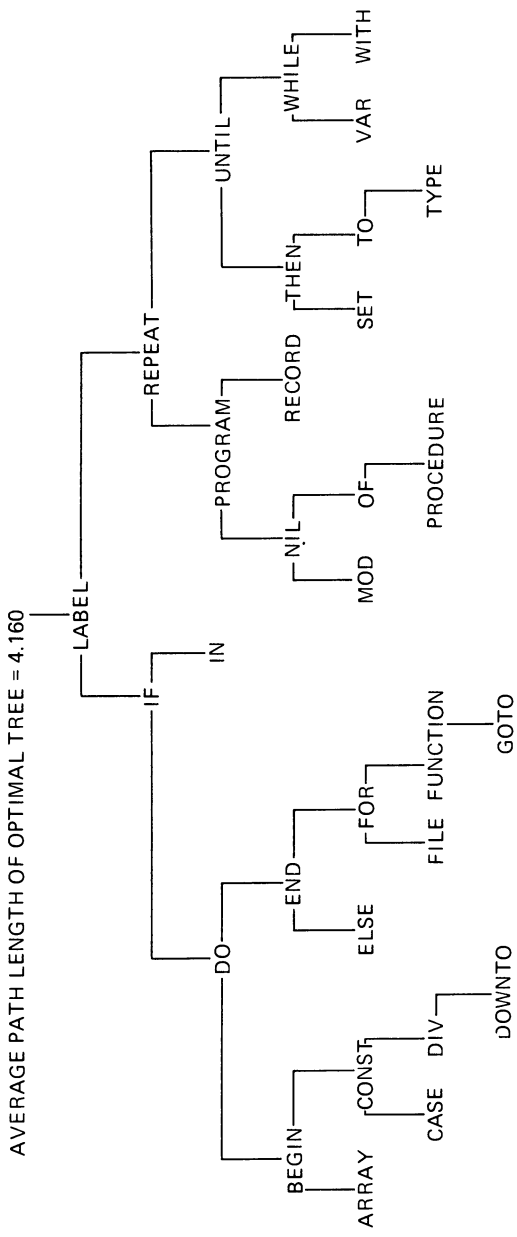 AVERAGE PATH LENGTH OF OPTIMAL TREE = 4.160
LABEL
IF
REPEAT
DO
IN
PROGRAM
UNTIL
BEGIN
END
NIL
RECORD
THEN
WHILE
ARRAY
CONST
ELSE
FOR
MOD
OF
SET
TO
VAR
WITH
CASE
DIV
FILE
FUNCTION
PROCEDURE
TYPE
DOWNTO
GOTO